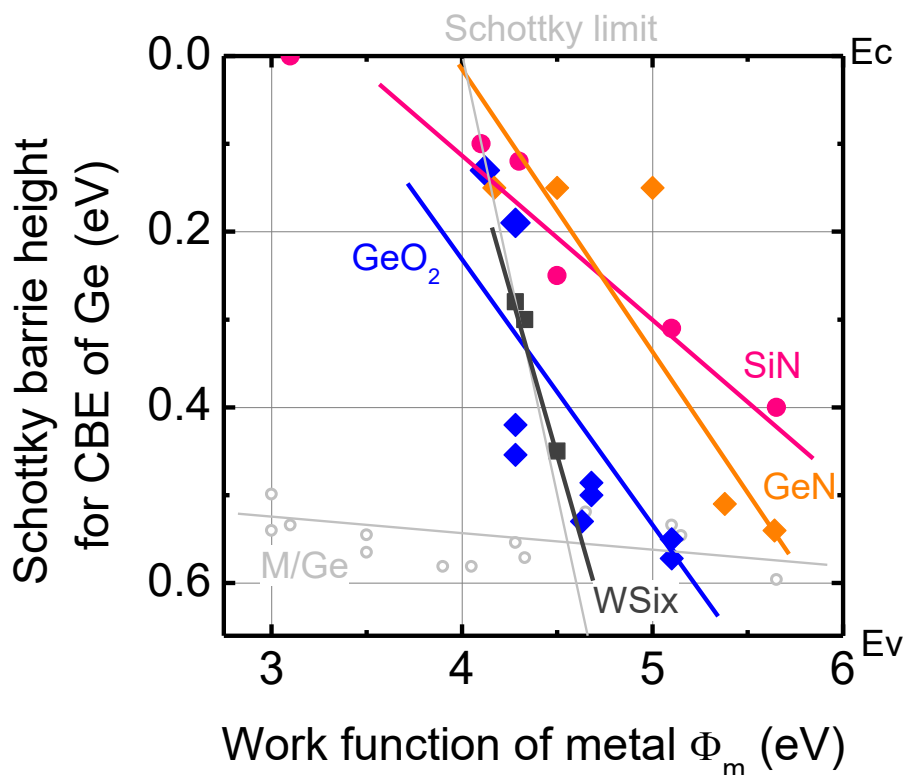 Schottky limit
0.0
Ec
0.2
GeO₂
0.4
SiN
GeN
M/Ge
WSix
0.6
Ev
3
4
5
6
Schottky barrie height
for CBE of Ge (eV)
Work function of metal Φₘ (eV)